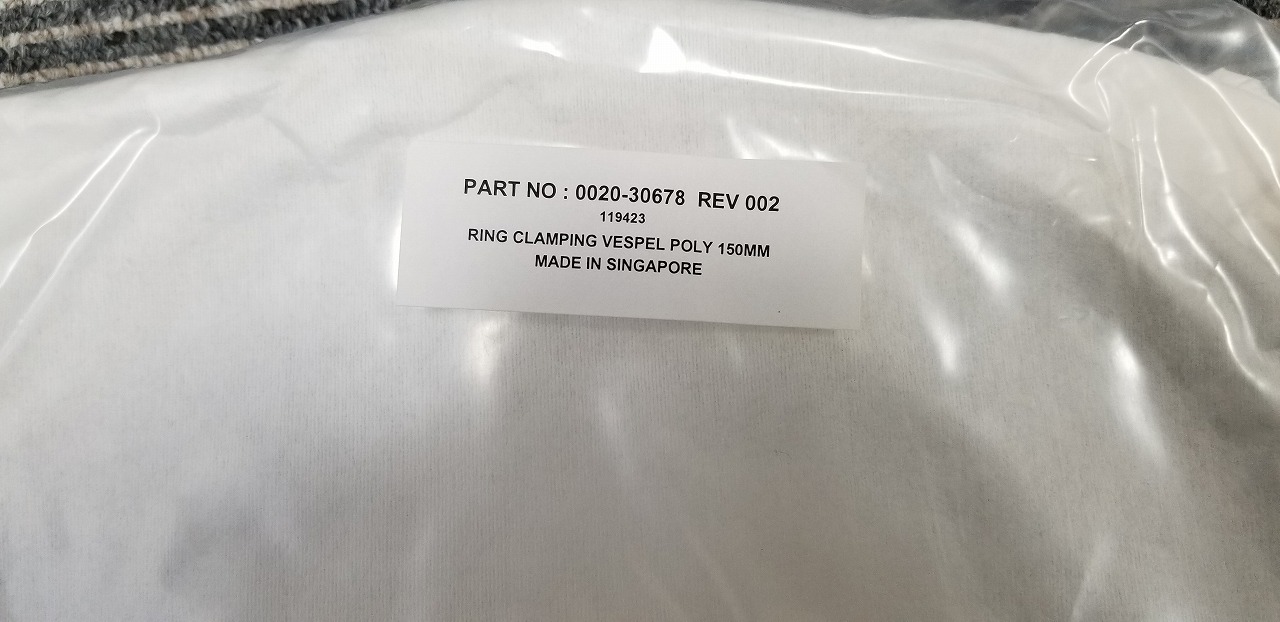 PART NO : 0020-30678 REV 002
119423
RING CLAMPING VESPEL POLY 150MM
MADE IN SINGAPORE